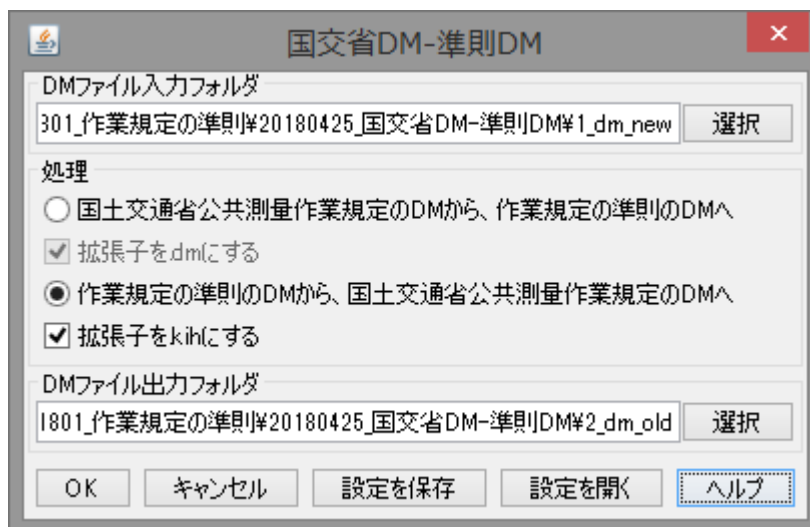 国交省DM-準則DM
DMファイル入力フォルダ
301_作業規定の準則¥20180425_国交省DM-準則DM¥1_dm_new 選択
処理
国土交通省公共測量作業規定のDMから、作業規定の準則のDMへ
拡張子をdmにする
作業規定の準則のDMから、国土交通省公共測量作業規定のDMへ
拡張子をkihにする
DMファイル出力フォルダ
1801_作業規定の準則¥20180425_国交省DM-準則DM¥2_dm_old 選択
OK キャンセル 設定を保存 設定を開く ヘルプ